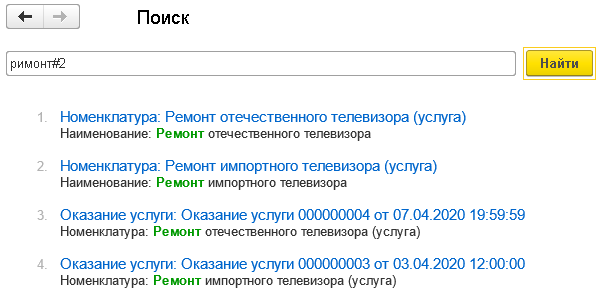 Поиск
римонт#2
Найти
1. Номенклатура: Ремонт отечественного телевизора (услуга)
Наименование: Ремонт отечественного телевизора
2. Номенклатура: Ремонт импортного телевизора (услуга)
Наименование: Ремонт импортного телевизора
3. Оказание услуги: Оказание услуги 000000004 от 07.04.2020 19:59:59
Номенклатура: Ремонт отечественного телевизора (услуга)
4. Оказание услуги: Оказание услуги 000000003 от 03.04.2020 12:00:00
Номенклатура: Ремонт импортного телевизора (услуга)